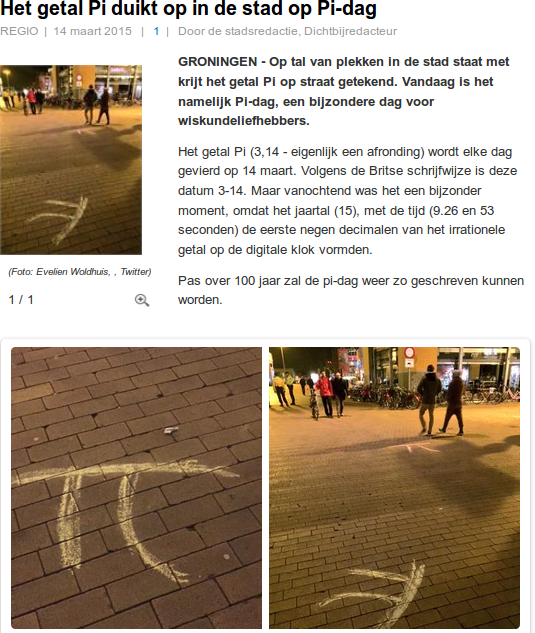 Het getal Pi duikt op in de stad op Pi-dag
REGIO | 14 maart 2015 | 1 | Door de stadsredactie, Dichtbijredacteur
GRONINGEN - Op tal van plekken in de stad staat met
krijt het getal Pi op straat getekend. Vandaag is het
namelijk Pi-dag, een bijzondere dag voor
wiskundeliefhebbers.
Het getal Pi (3,14 - eigenlijk een afronding) wordt elke dag
gevierd op 14 maart. Volgens de Britse schrijfwijze is deze
datum 3-14. Maar vanochtend was het een bijzonder
moment, omdat het jaartal (15), met de tijd (9.26 en 53
seconden) de eerste negen decimalen van het irrationele
getal op de digitale klok vormden.
Pas over 100 jaar zal de pi-dag weer zo geschreven kunnen
worden.
(Foto: Evelien Woldhuis, , Twitter)
1 / 1
π